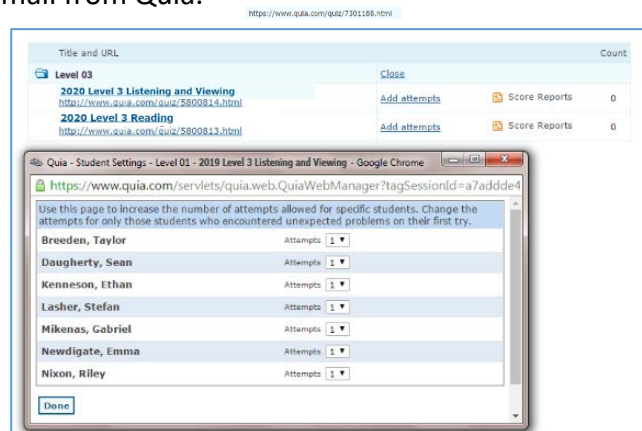 mail from Quia.
https://www.quia.com/quiz/7301188.html
Title and URL Count
Level 03 Close
2020 Level 3 Listening and Viewing
http://www.quia.com/quiz/5800814.html Add attempts Score Reports 0
2020 Level 3 Reading
http://www.quia.com/quiz/5800813.html Add attempts Score Reports 0
Quia - Student Settings - Level 01 - 2019 Level 3 Listening and Viewing - Google Chrome
https://www.quia.com/servlets/quia.web.QuiaWebManager?tagSessionId=a7addde4
Use this page to increase the number of attempts allowed for specific students. Change the
attempts for only those students who encountered unexpected problems on their first try.
Breeden, Taylor Attempts 1
Daugherty, Sean Attempts 1
Kenneson, Ethan Attempts 1
Lasher, Stefan Attempts 1
Mikenas, Gabriel Attempts 1
Newdigate, Emma Attempts 1
Nixon, Riley Attempts 1
Done